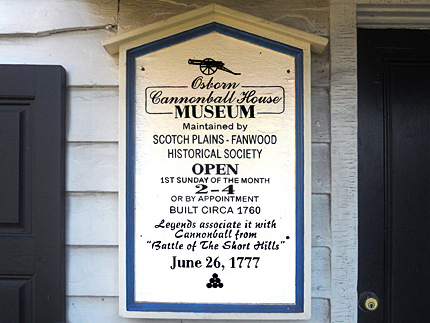 Osborn
Cannonball House
MUSEUM
Maintained by
SCOTCH PLAINS - FANWOOD
HISTORICAL SOCIETY
OPEN
1ST SUNDAY OF THE MONTH
2-4
OR BY APPOINTMENT
BUILT CIRCA 1760
Legends associate it with
Cannonball from
"Battle of The Short Hills"
June 26, 1777